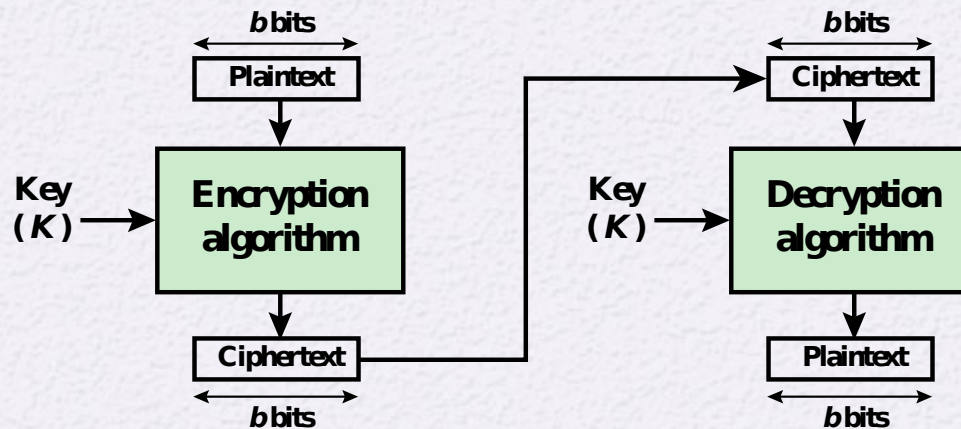 b bits
Plaintext
Key
(K)
Encryption
algorithm
Ciphertext
b bits
b bits
Ciphertext
Key
(K)
Decryption
algorithm
Plaintext
b bits